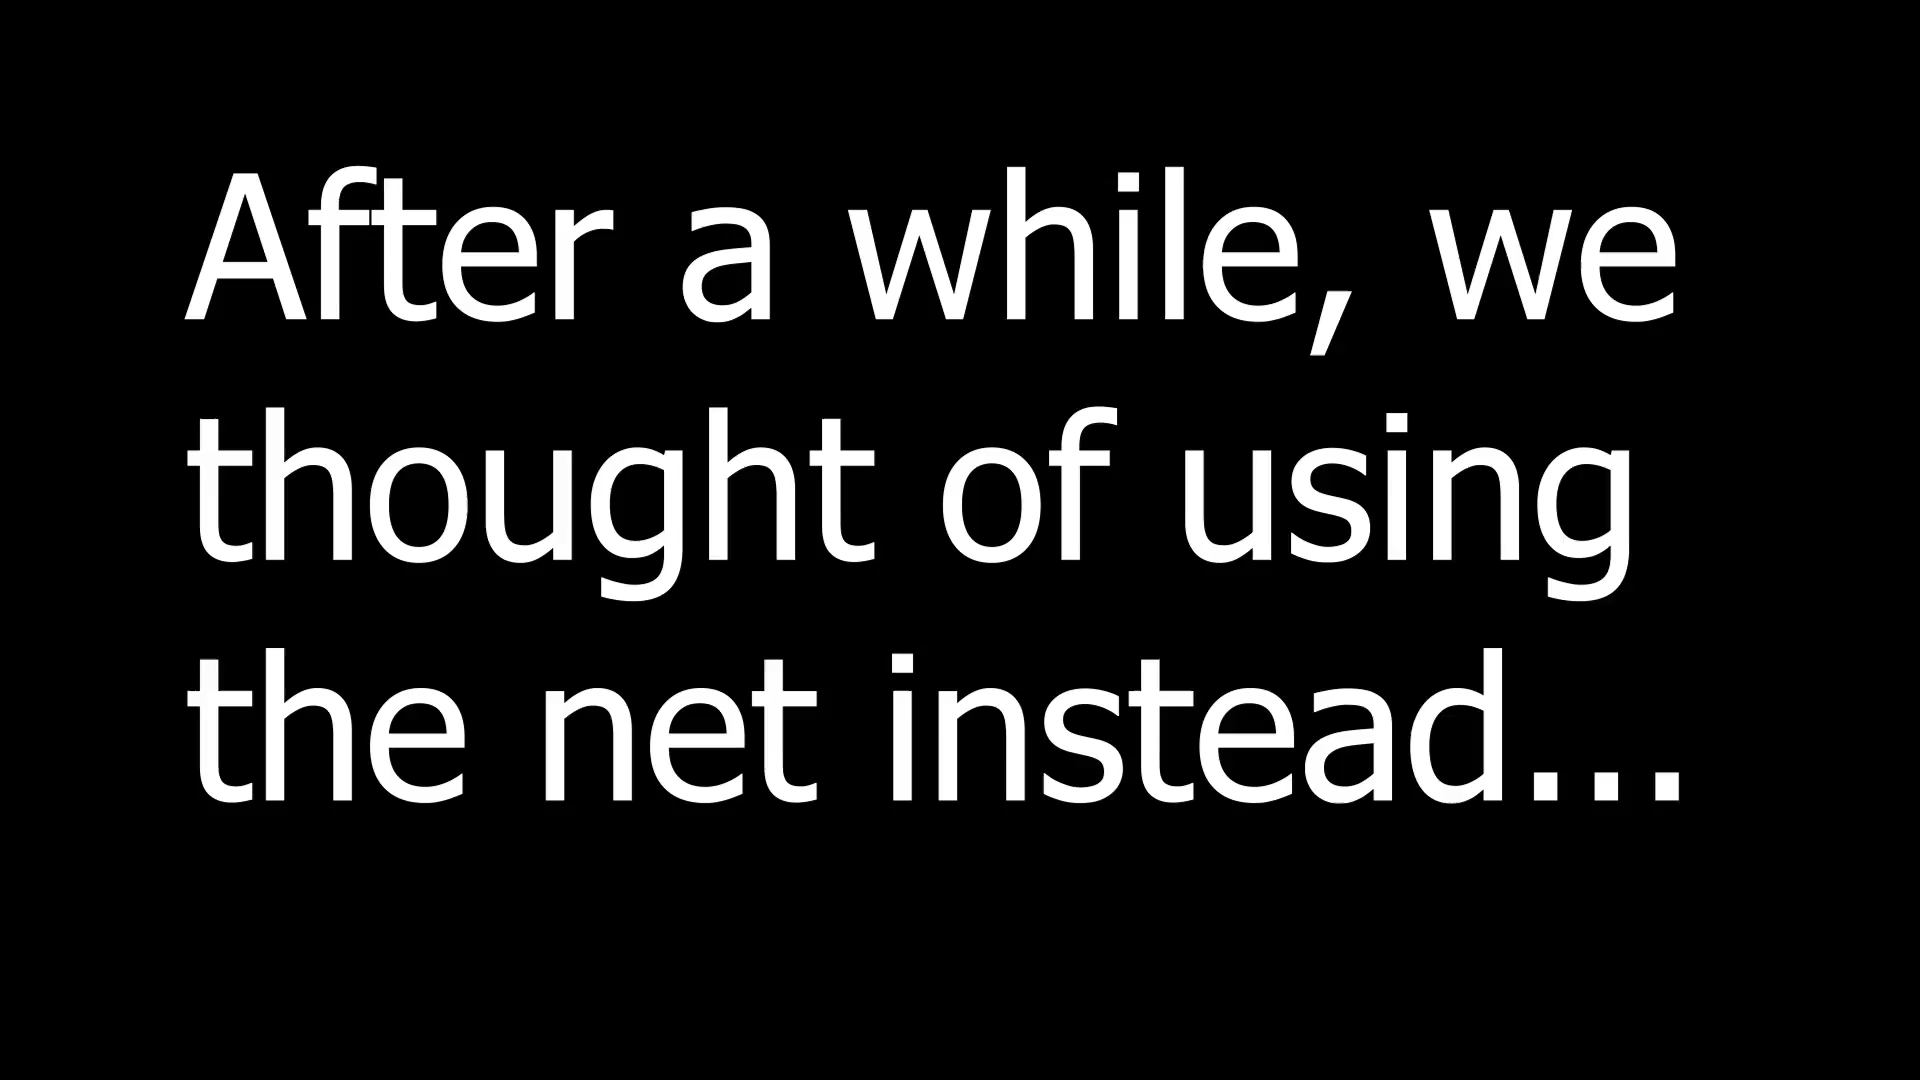 After a while, we
thought of using
the net instead...